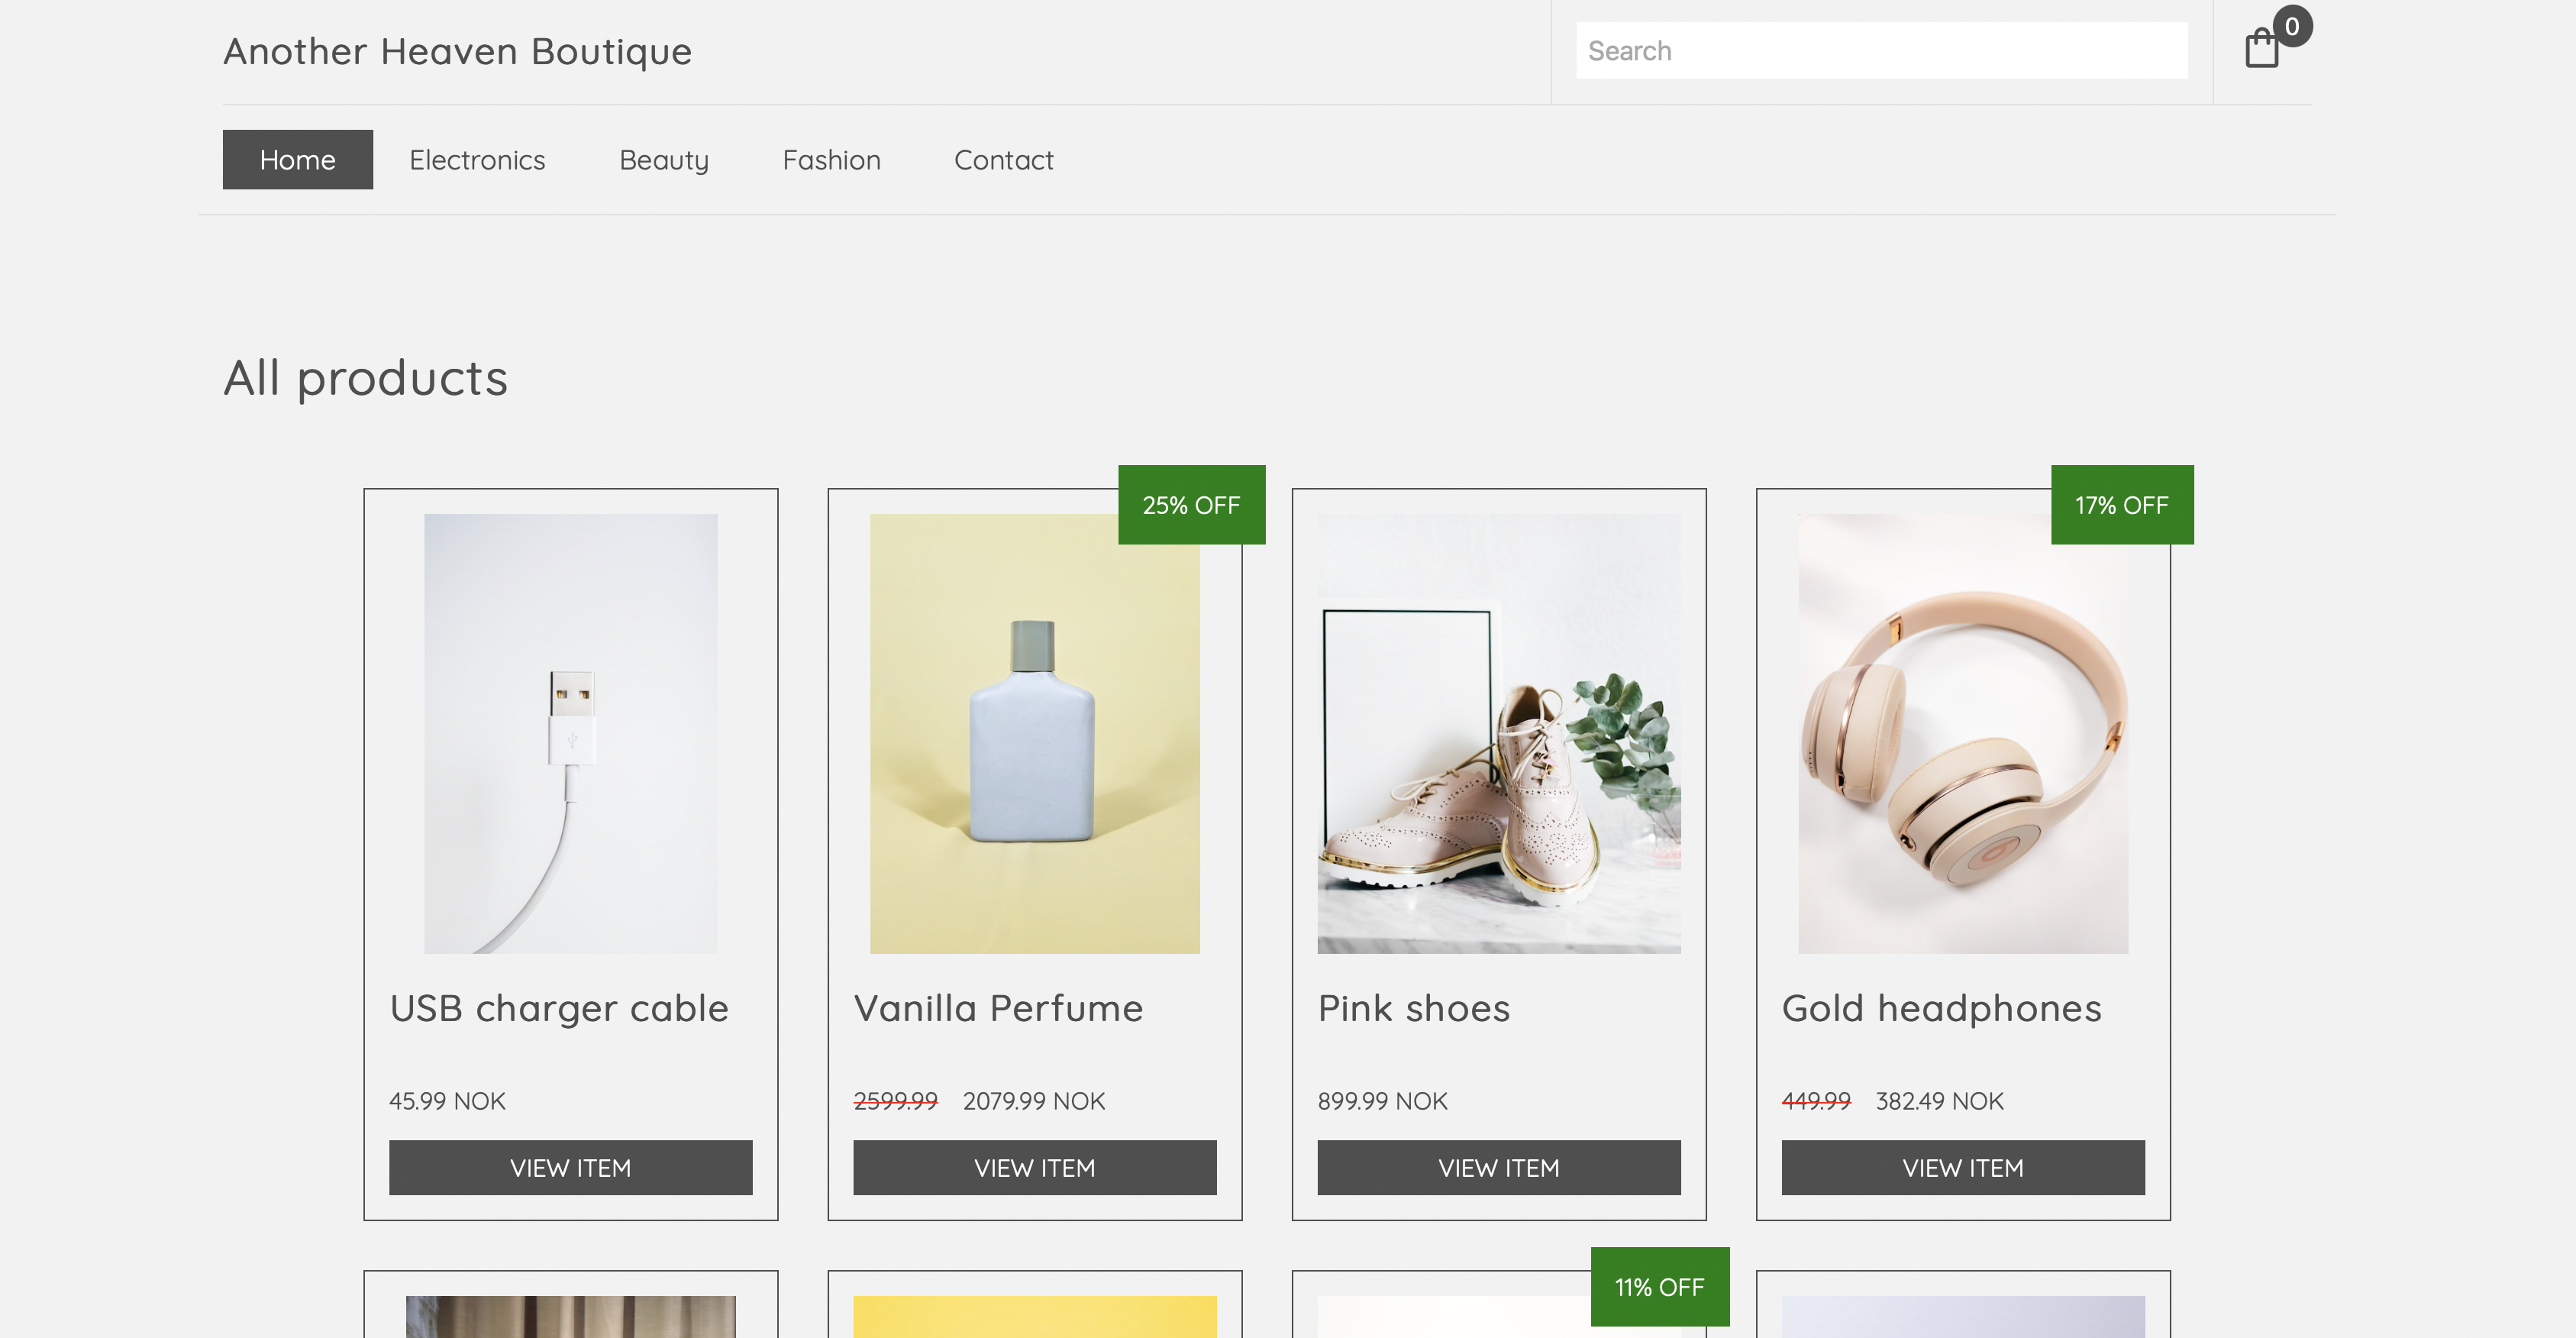 Another Heaven Boutique
Search
0
Home Electronics Beauty Fashion Contact
All products
25% OFF
17% OFF
USB charger cable
Vanilla Perfume
Pink shoes
Gold headphones
45.99 NOK
2599.99 2079.99 NOK
899.99 NOK
449.99 382.49 NOK
VIEW ITEM
VIEW ITEM
VIEW ITEM
VIEW ITEM
11% OFF